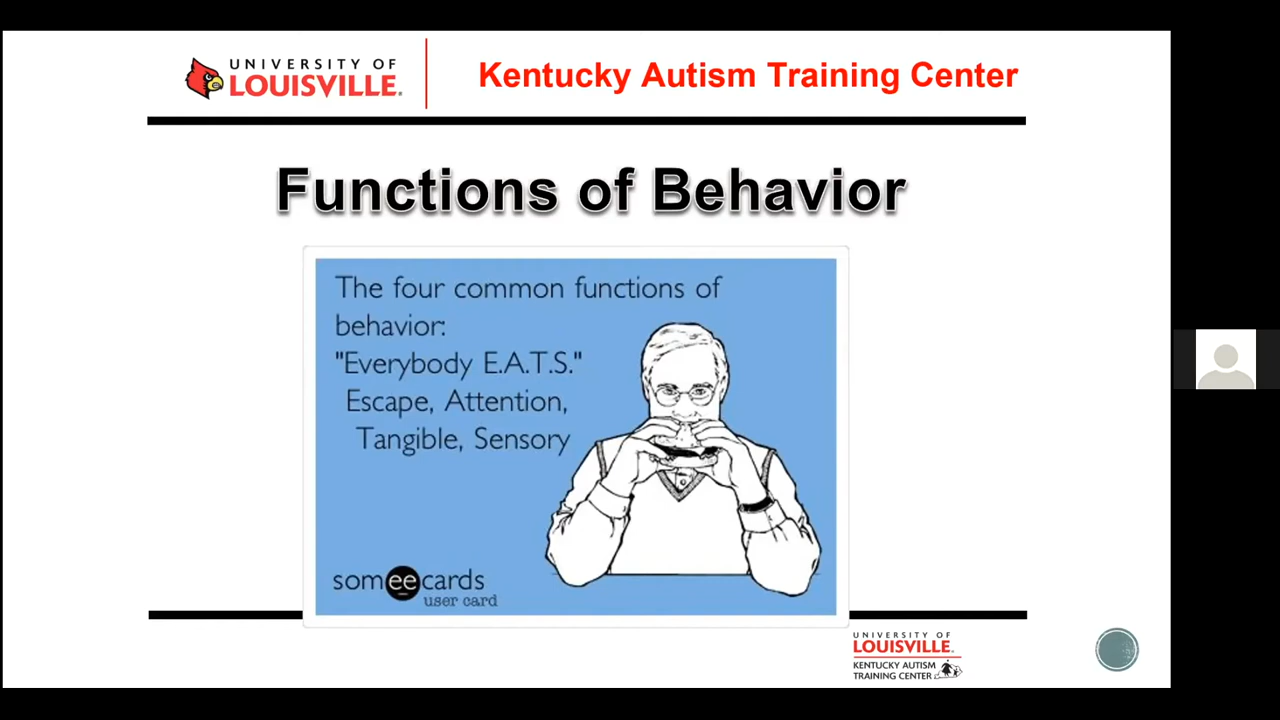 UNIVERSITY OF
LOUISVILLE.
Kentucky Autism Training Center
Functions of Behavior
The four common functions of
behavior:
"Everybody E.A.T.S."
Escape, Attention,
Tangible, Sensory
someecards
user card
UNIVERSITY OF
LOUISVILLE.
KENTUCKY AUTISM
TRAINING CENTER